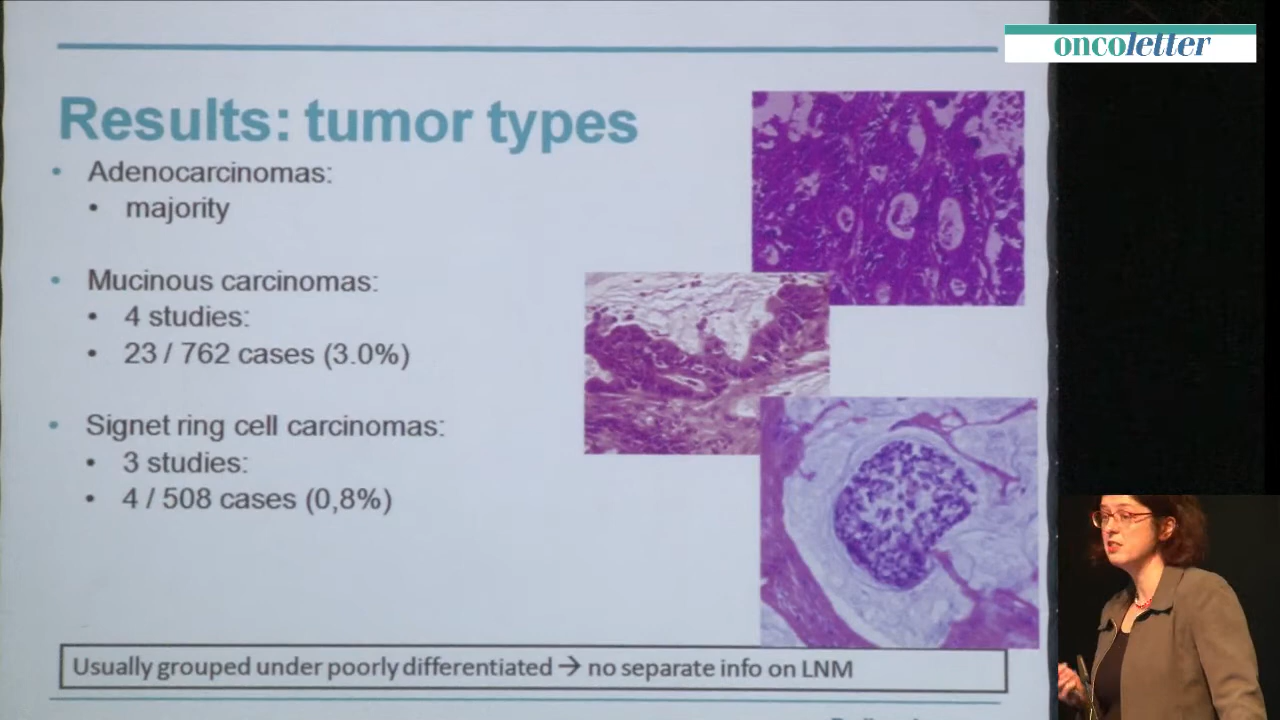 oncoletter
Results: tumor types
• Adenocarcinomas:
• majority
• Mucinous carcinomas:
• 4 studies:
• 23 / 762 cases (3.0%)
• Signet ring cell carcinomas:
• 3 studies:
• 4 / 508 cases (0,8%)
Usually grouped under poorly differentiated → no separate info on LNM